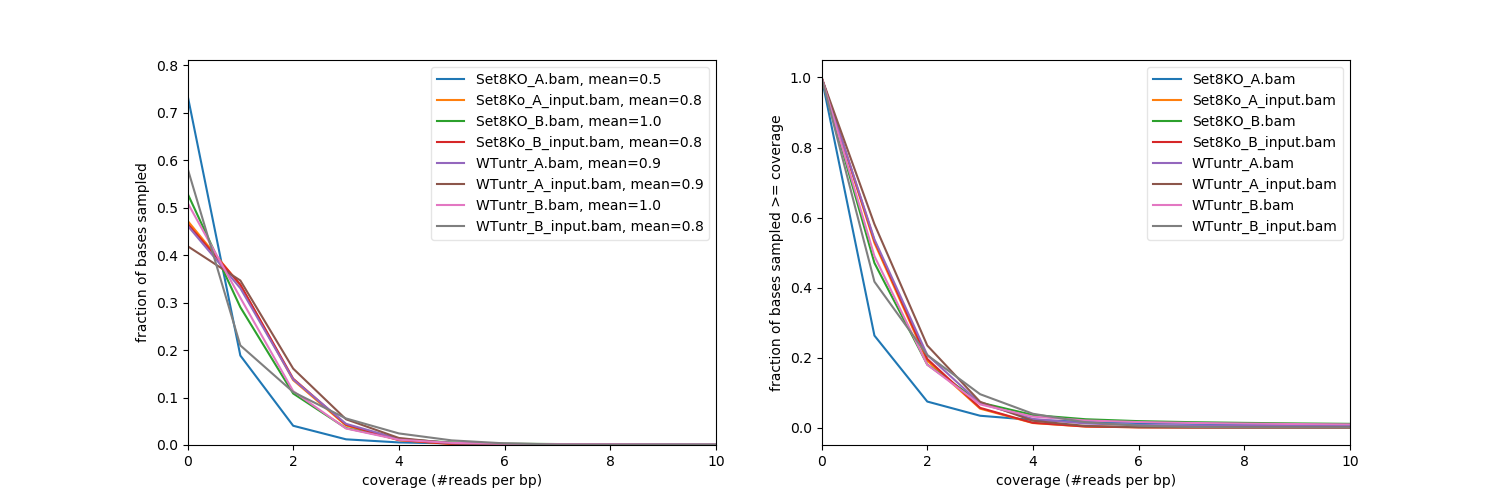 0.8
0.7
0.6
0.5
0.4
0.3
0.2
0.1
0.0
fraction of bases sampled
Set8KO_A.bam, mean=0.5
Set8Ko_A_input.bam, mean=0.8
Set8KO_B.bam, mean=1.0
Set8Ko_B_input.bam, mean=0.8
WTuntr_A.bam, mean=0.9
WTuntr_A_input.bam, mean=0.9
WTuntr_B.bam, mean=1.0
WTuntr_B_input.bam, mean=0.8
0 2 4 6 8 10
coverage (#reads per bp)
1.0
0.8
0.6
0.4
0.2
0.0
fraction of bases sampled >= coverage
Set8KO_A.bam
Set8Ko_A_input.bam
Set8KO_B.bam
Set8Ko_B_input.bam
WTuntr_A.bam
WTuntr_A_input.bam
WTuntr_B.bam
WTuntr_B_input.bam
0 2 4 6 8 10
coverage (#reads per bp)